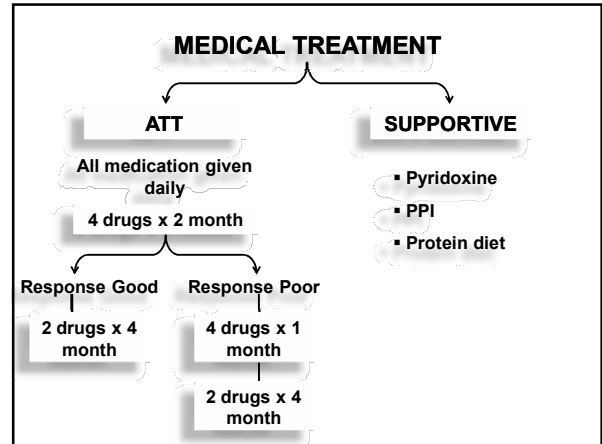 MEDICAL TREATMENT
ATT
All medication given
daily
4 drugs x 2 month
Response Good
2 drugs x 4
month
Response Poor
4 drugs x 1
month
2 drugs x 4
month
SUPPORTIVE
▪ Pyridoxine
▪ PPI
▪ Protein diet